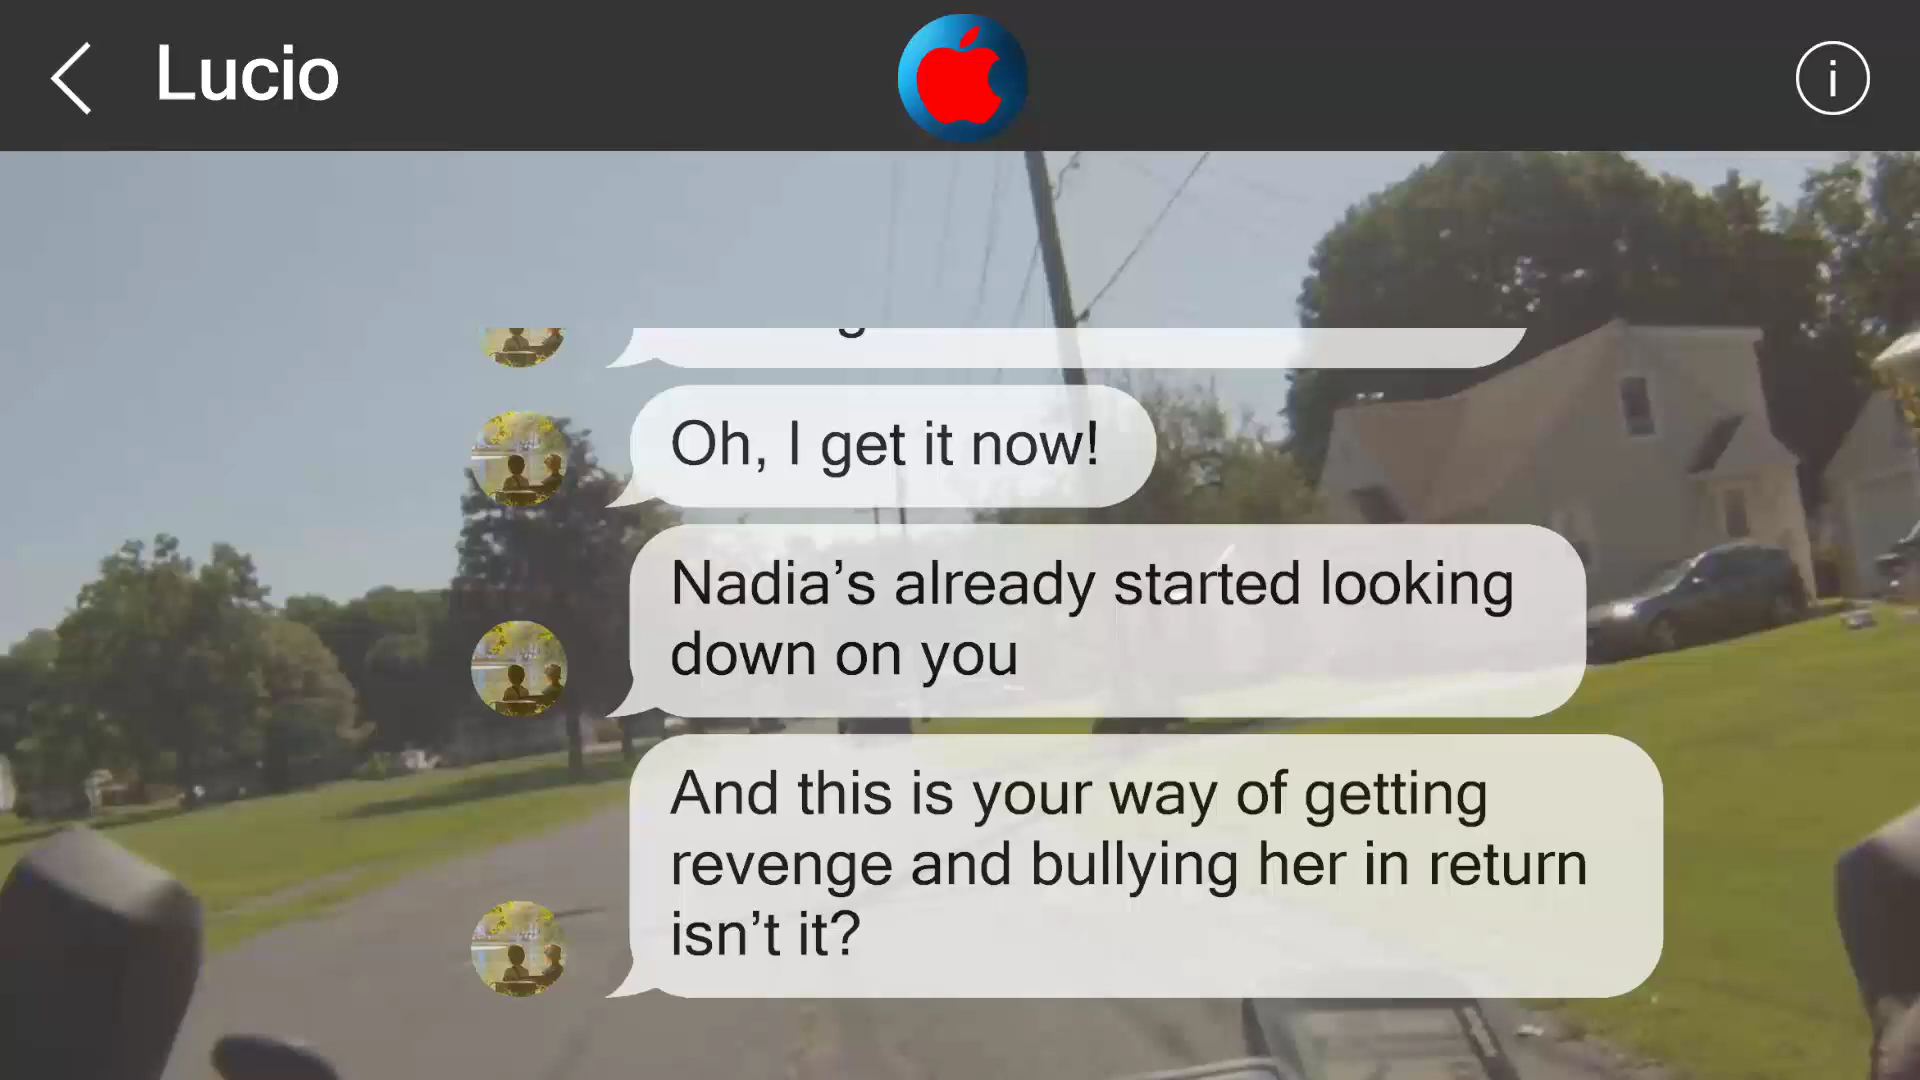 Lucio
Oh, I get it now!
Nadia’s already started looking
down on you
And this is your way of getting
revenge and bullying her in return
isn’t it?